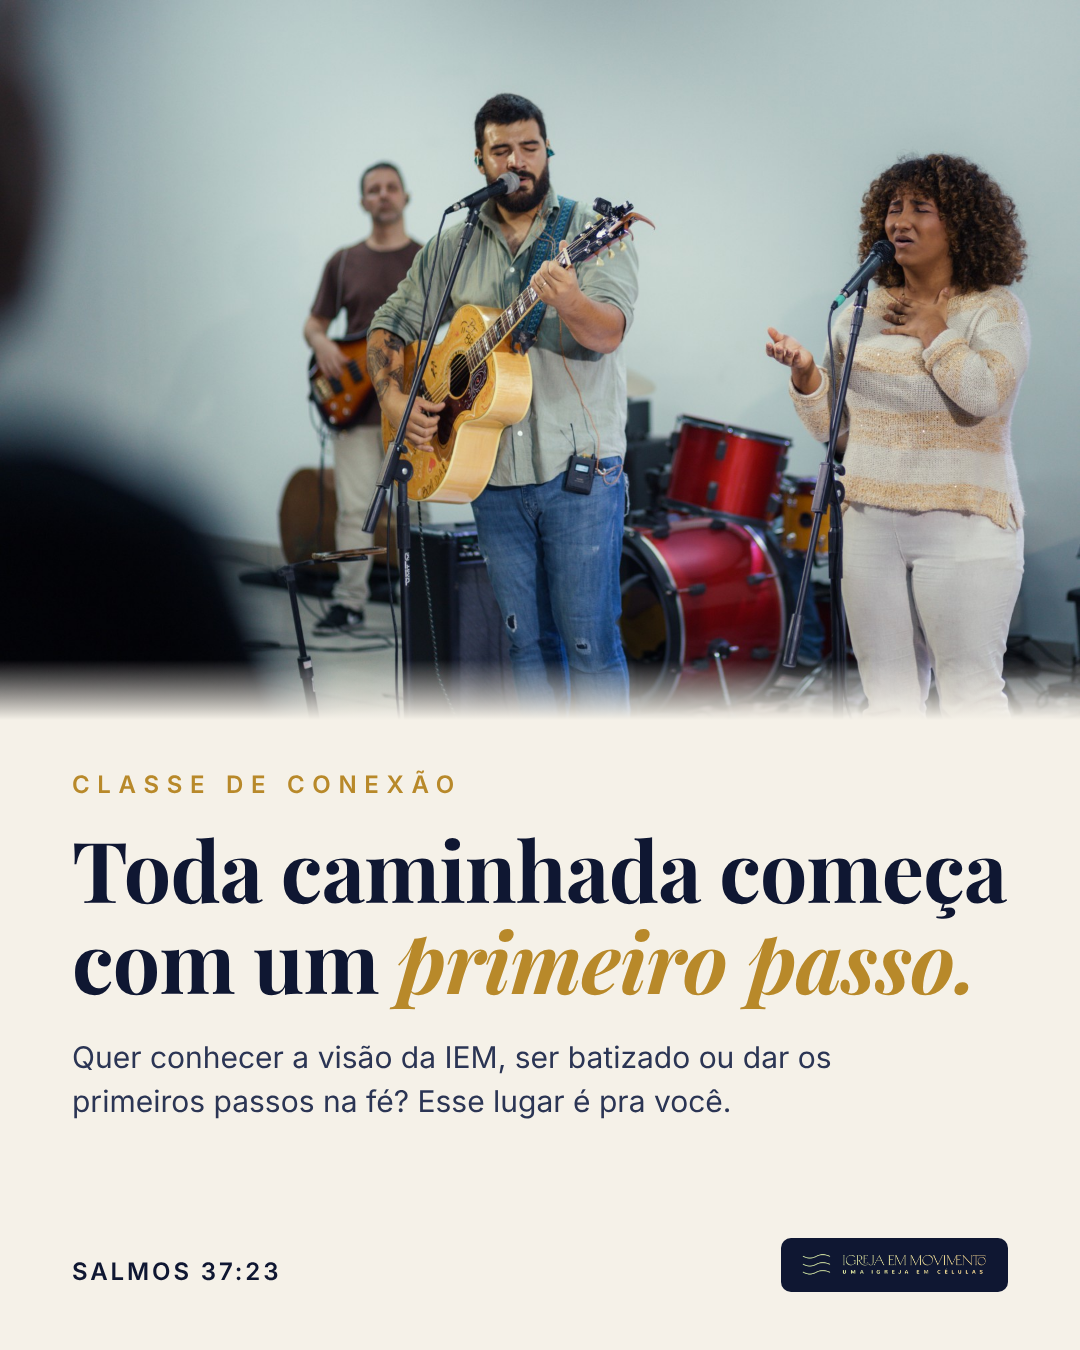 CLASSE DE CONEXÃO
Toda caminhada começa
com um primeiro passo.
Quer conhecer a visão da IEM, ser batizado ou dar os
primeiros passos na fé? Esse lugar é pra você.
SALMOS 37:23
IGREJA EM MOVIMENTO
UMA IGREJA EM CÉLULAS